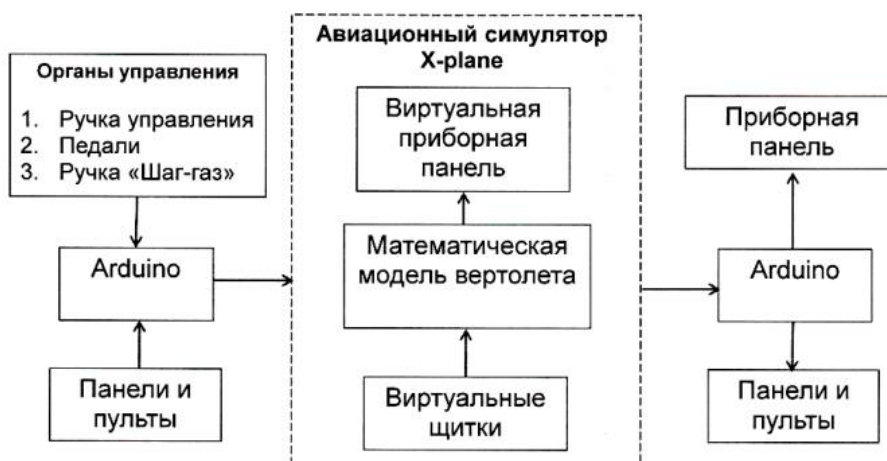 Органы управления
1. Ручка управления
2. Педали
3. Ручка «Шаг-газ»
Arduino
Панели и
пульты
Авиационный симулятор
X-plane
Виртуальная
приборная
панель
Математическая
модель вертолета
Виртуальные
щитки
Приборная
панель
Arduino
Панели и
пульты